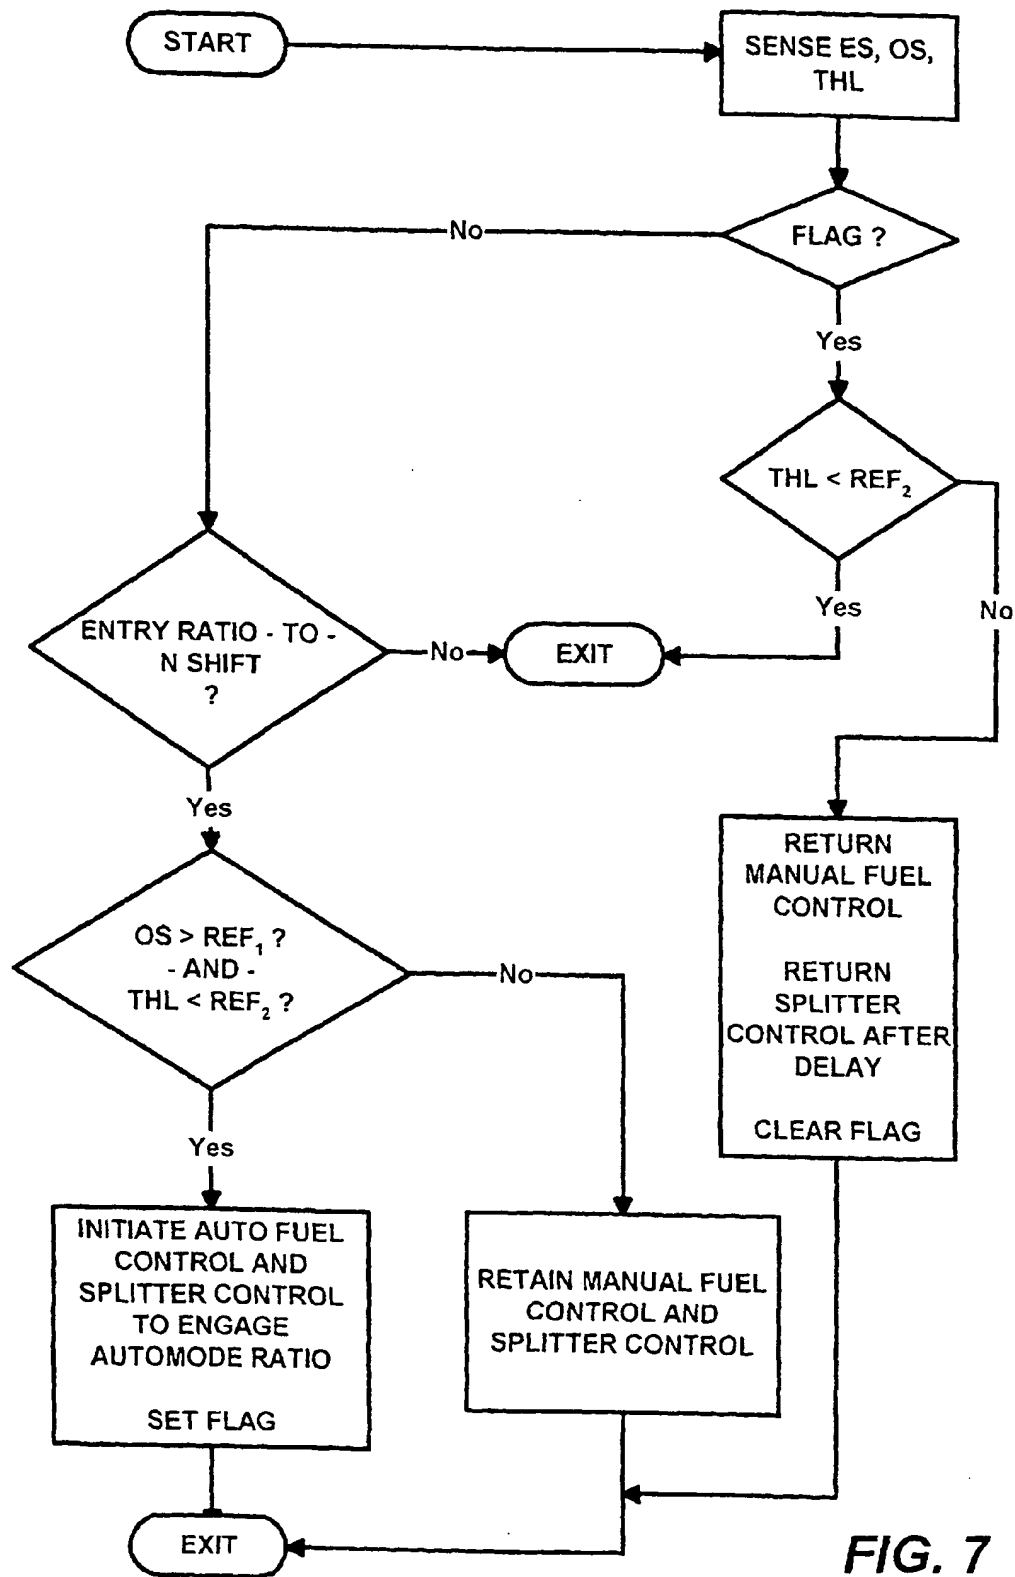 START
SENSE ES, OS,
THL
FLAG ?
No
Yes
THL < REF₂
Yes
No
ENTRY RATIO - TO -
N SHIFT
?
No
EXIT
Yes
RETURN
MANUAL FUEL
CONTROL
RETURN
SPLITTER
CONTROL AFTER
DELAY
CLEAR FLAG
OS > REF₁ ?
- AND -
THL < REF₂ ?
No
Yes
INITIATE AUTO FUEL
CONTROL AND
SPLITTER CONTROL
TO ENGAGE
AUTOMODE RATIO
SET FLAG
RETAIN MANUAL FUEL
CONTROL AND
SPLITTER CONTROL
EXIT
FIG. 7